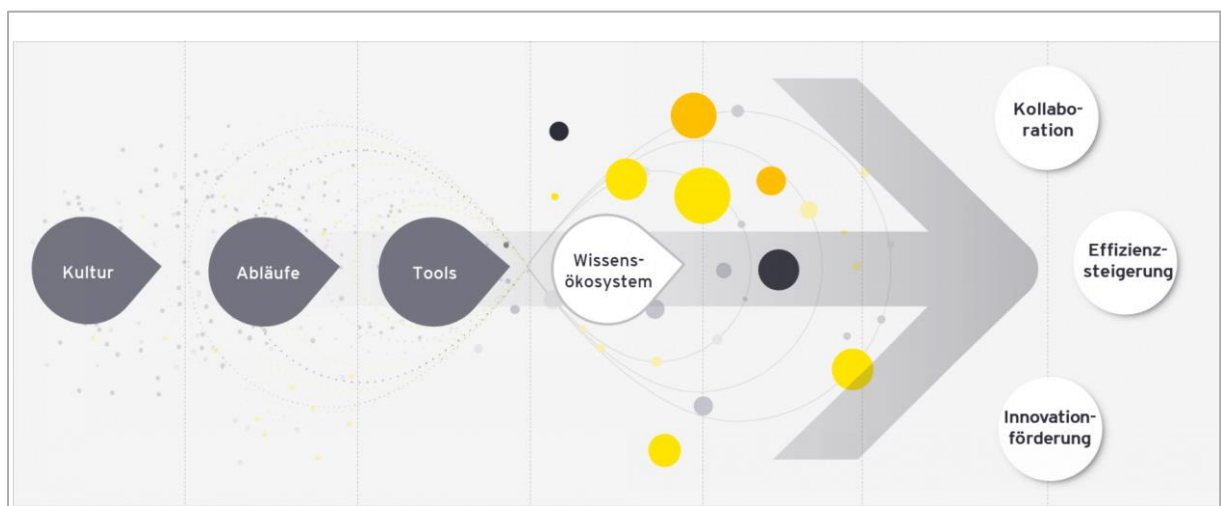 Kultur
Abläufe
Tools
Wissens-
ökosystem
Kollabo-
ration
Effizienz-
steigerung
Innovation-
förderung